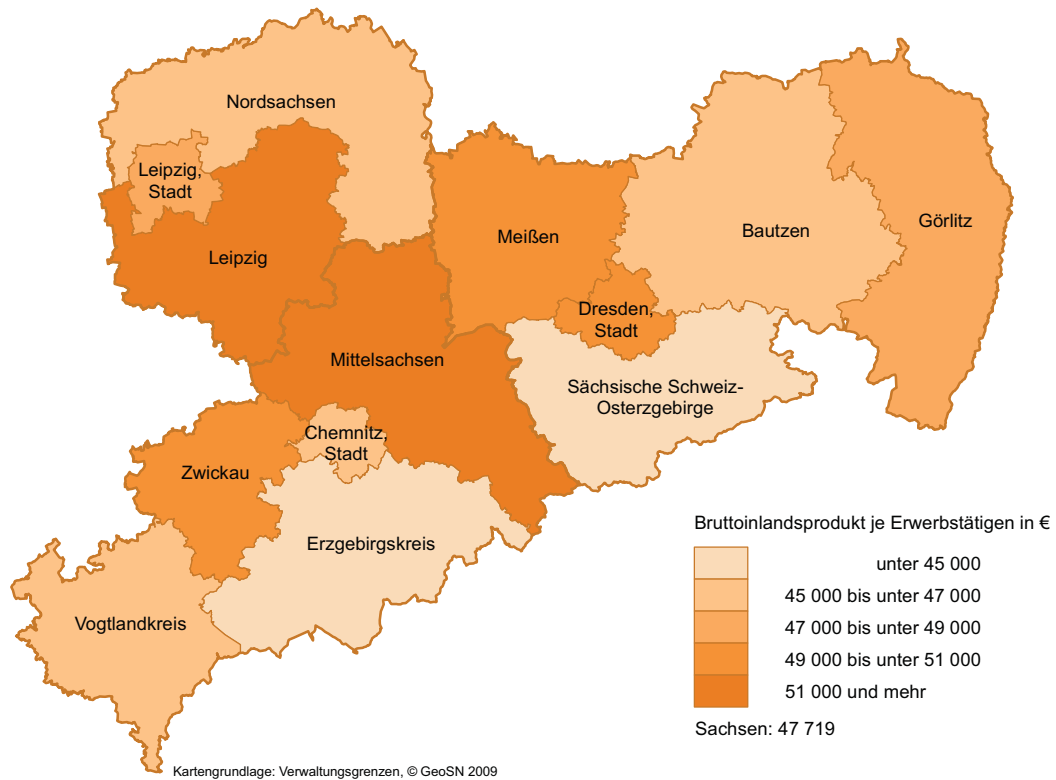 Nordsachsen
Leipzig,
Stadt
Leipzig
Meißen
Bautzen
Görlitz
Dresden,
Stadt
Mittelsachsen
Sächsische Schweiz-
Osterzgebirge
Chemnitz,
Stadt
Zwickau
Erzgebirgskreis
Vogtlandkreis
Bruttoinlandsprodukt je Erwerbstätigen in €
unter 45 000
45 000 bis unter 47 000
47 000 bis unter 49 000
49 000 bis unter 51 000
51 000 und mehr
Sachsen: 47 719
Kartengrundlage: Verwaltungsgrenzen, © GeoSN 2009